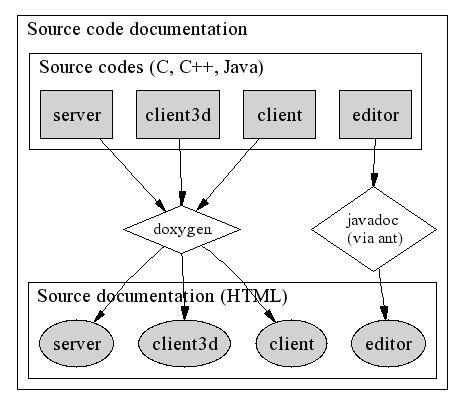 Source code documentation
Source codes (C, C++, Java)
server
client3d
client
editor
doxygen
javadoc
(via ant)
Source documentation (HTML)
server
client3d
client
editor